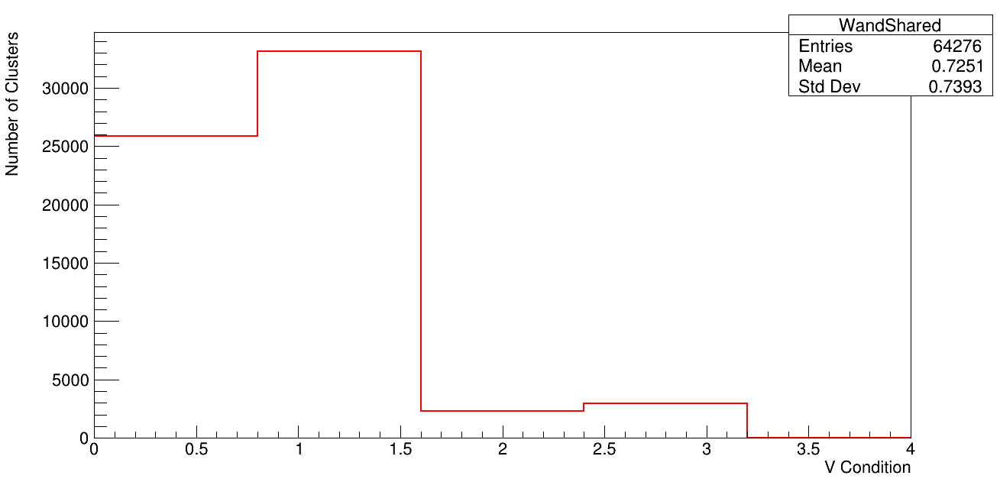 WandShared
Entries 64276
Mean 0.7251
Std Dev 0.7393
Number of Clusters
30000
25000
20000
15000
10000
5000
0
0 0.5 1 1.5 2 2.5 3 3.5 4
V Condition